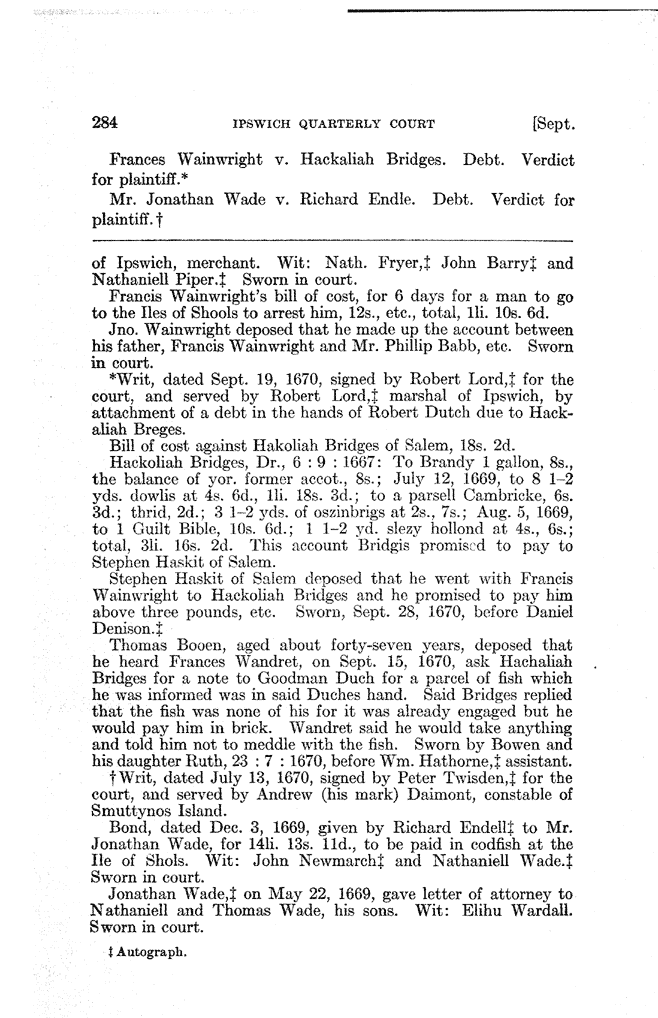 284 IPSWICH QUARTERLY COURT [Sept.
Frances Wainwright v. Hackaliah Bridges. Debt. Verdict
for plaintiff.*
Mr. Jonathan Wade v. Richard Endle. Debt. Verdict for
plaintiff.†
of Ipswich, merchant. Wit: Nath. Fryer,‡ John Barry‡ and
Nathaniell Piper.‡ Sworn in court.
Francis Wainwright's bill of cost, for 6 days for a man to go
to the Iles of Shools to arrest him, 12s., etc., total, 1li. 10s. 6d.
Jno. Wainwright deposed that he made up the account between
his father, Francis Wainwright and Mr. Phillip Babb, etc. Sworn
in court.
*Writ, dated Sept. 19, 1670, signed by Robert Lord,‡ for the
court, and served by Robert Lord,‡ marshal of Ipswich, by
attachment of a debt in the hands of Robert Dutch due to Hack-
aliah Breges.
Bill of cost against Hakoliah Bridges of Salem, 18s. 2d.
Hackoliah Bridges, Dr., 6 : 9 : 1667: To Brandy 1 gallon, 8s.,
the balance of yor. former accot., 8s.; July 12, 1669, to 8 1-2
yds. dowlis at 4s. 6d., 1li. 18s. 3d.; to a parsell Cambricke, 6s.
3d.; thrid, 2d.; 3 1-2 yds. of oszinbrigs at 2s., 7s.; Aug. 5, 1669,
to 1 Guilt Bible, 10s. 6d.; 1 1-2 yd. slezy hollond at 4s., 6s.;
total, 3li. 16s. 2d. This account Bridgis promised to pay to
Stephen Haskit of Salem.
Stephen Haskit of Salem deposed that he went with Francis
Wainwright to Hackoliah Bridges and he promised to pay him
above three pounds, etc. Sworn, Sept. 28, 1670, before Daniel
Denison.‡
Thomas Booen, aged about forty-seven years, deposed that
he heard Frances Wandret, on Sept. 15, 1670, ask Hachaliah
Bridges for a note to Goodman Duch for a parcel of fish which
he was informed was in said Duches hand. Said Bridges replied
that the fish was none of his for it was already engaged but he
would pay him in brick. Wandret said he would take anything
and told him not to meddle with the fish. Sworn by Bowen and
his daughter Ruth, 23 : 7 : 1670, before Wm. Hathorne,‡ assistant.
†Writ, dated July 13, 1670, signed by Peter Twisden,‡ for the
court, and served by Andrew (his mark) Daimont, constable of
Smuttynos Island.
Bond, dated Dec. 3, 1669, given by Richard Endell‡ to Mr.
Jonathan Wade, for 14li. 13s. 11d., to be paid in codfish at the
Ile of Shols. Wit: John Newmarch‡ and Nathaniell Wade.‡
Sworn in court.
Jonathan Wade,‡ on May 22, 1669, gave letter of attorney to
Nathaniell and Thomas Wade, his sons. Wit: Elihu Wardall.
Sworn in court.
‡ Autograph.